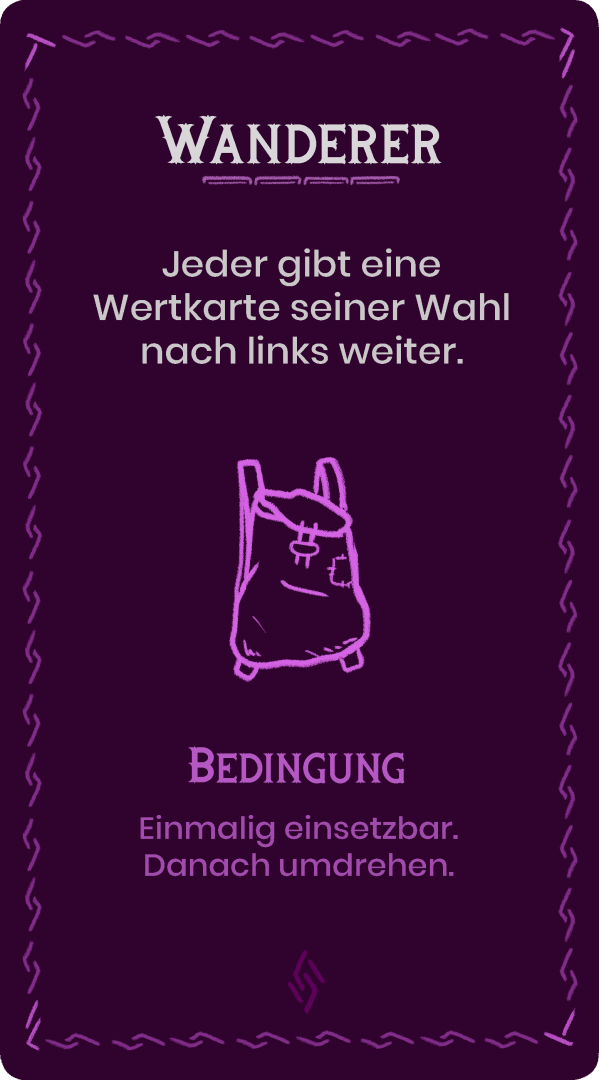 Wanderer
Jeder gibt eine
Wertkarte seiner Wahl
nach links weiter.
Bedingung
Einmalig einsetzbar.
Danach umdrehen.